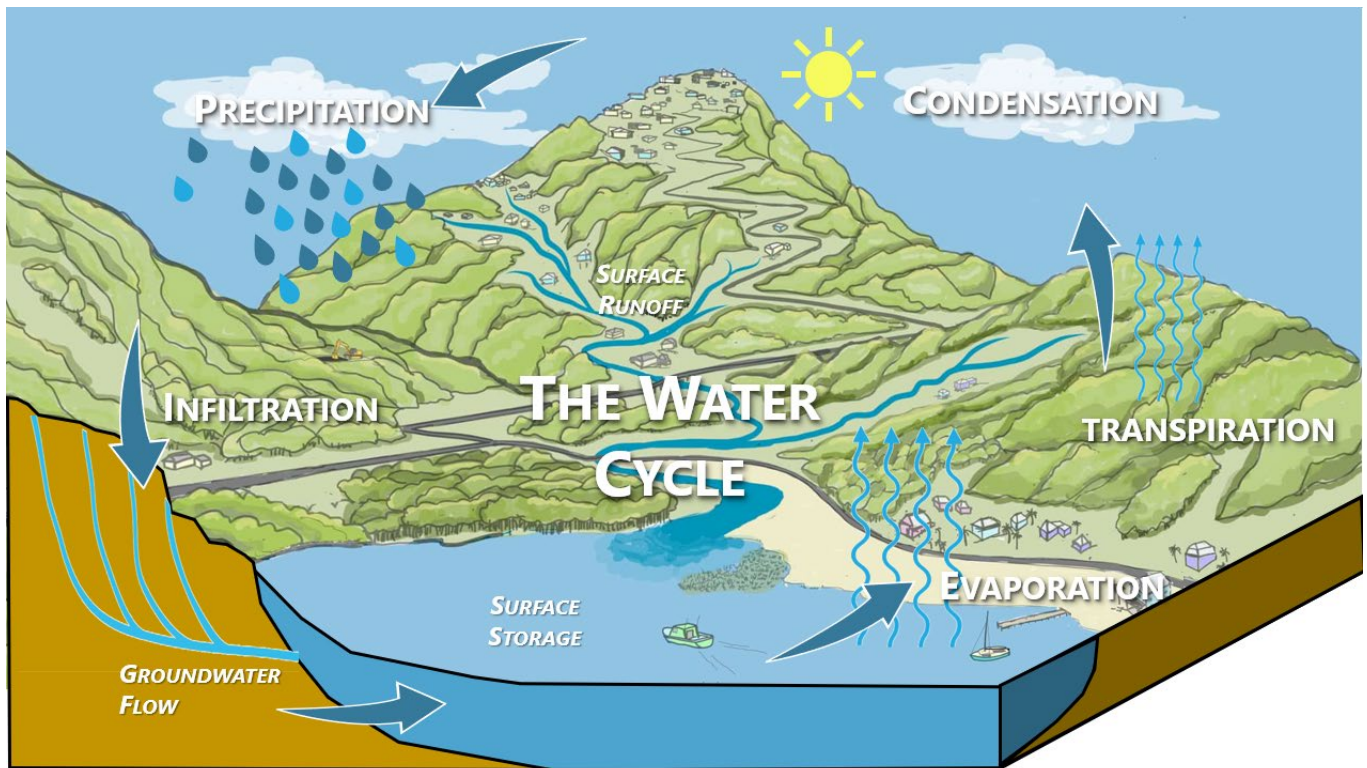 PRECIPITATION
CONDENSATION
SURFACE
RUNOFF
THE WATER
CYCLE
INFILTRATION
TRANSPIRATION
EVAPORATION
SURFACE
STORAGE
GROUNDWATER
FLOW